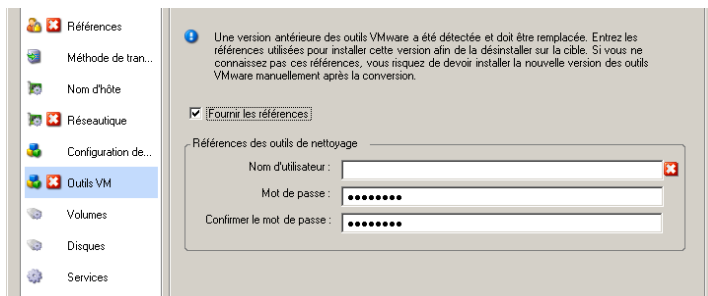 Références
Méthode de tran...
Nom d'hôte
Réseautique
Configuration de...
Outils VM
Volumes
Disques
Services
Une version antérieure des outils VMware a été détectée et doit être remplacée. Entrez les
références utilisées pour installer cette version afin de la désinstaller sur la cible. Si vous ne
connaissez pas ces références, vous risquez de devoir installer la nouvelle version des outils
VMware manuellement après la conversion.
Fournir les références
Références des outils de nettoyage
Nom d'utilisateur :
Mot de passe : ●●●●●●●●
Confirmer le mot de passe : ●●●●●●●●